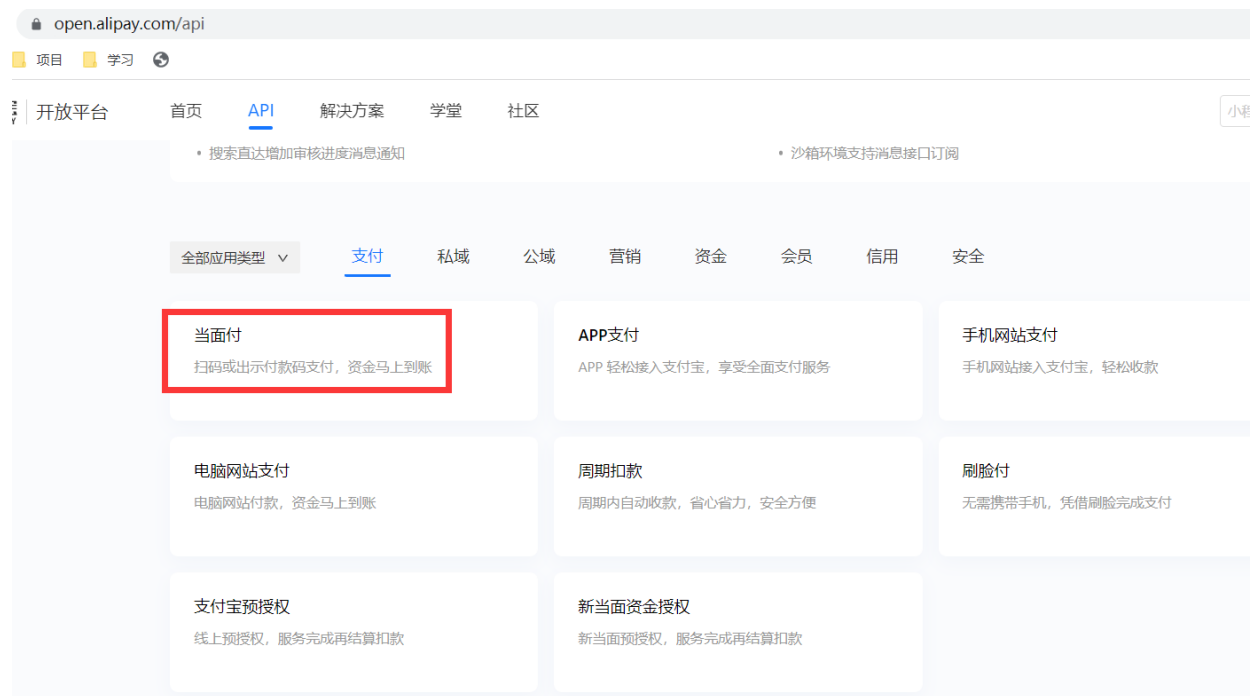 open.alipay.com/api
项目 学习
开放平台 首页 API 解决方案 学堂 社区
• 搜索直达增加审核进度消息通知 • 沙箱环境支持消息接口订阅
全部应用类型 支付 私域 公域 营销 资金 会员 信用 安全
当面付 APP支付 手机网站支付
扫码或出示付款码支付，资金马上到账 APP 轻松接入支付宝，享受全面支付服务 手机网站接入支付宝，轻松收款
电脑网站支付 周期扣款 刷脸付
电脑网站付款，资金马上到账 周期内自动收款，省心省力，安全方便 无需携带手机，凭借刷脸完成支付
支付宝预授权 新当面资金授权
线上预授权，服务完成再结算扣款 新当面预授权，服务完成再结算扣款